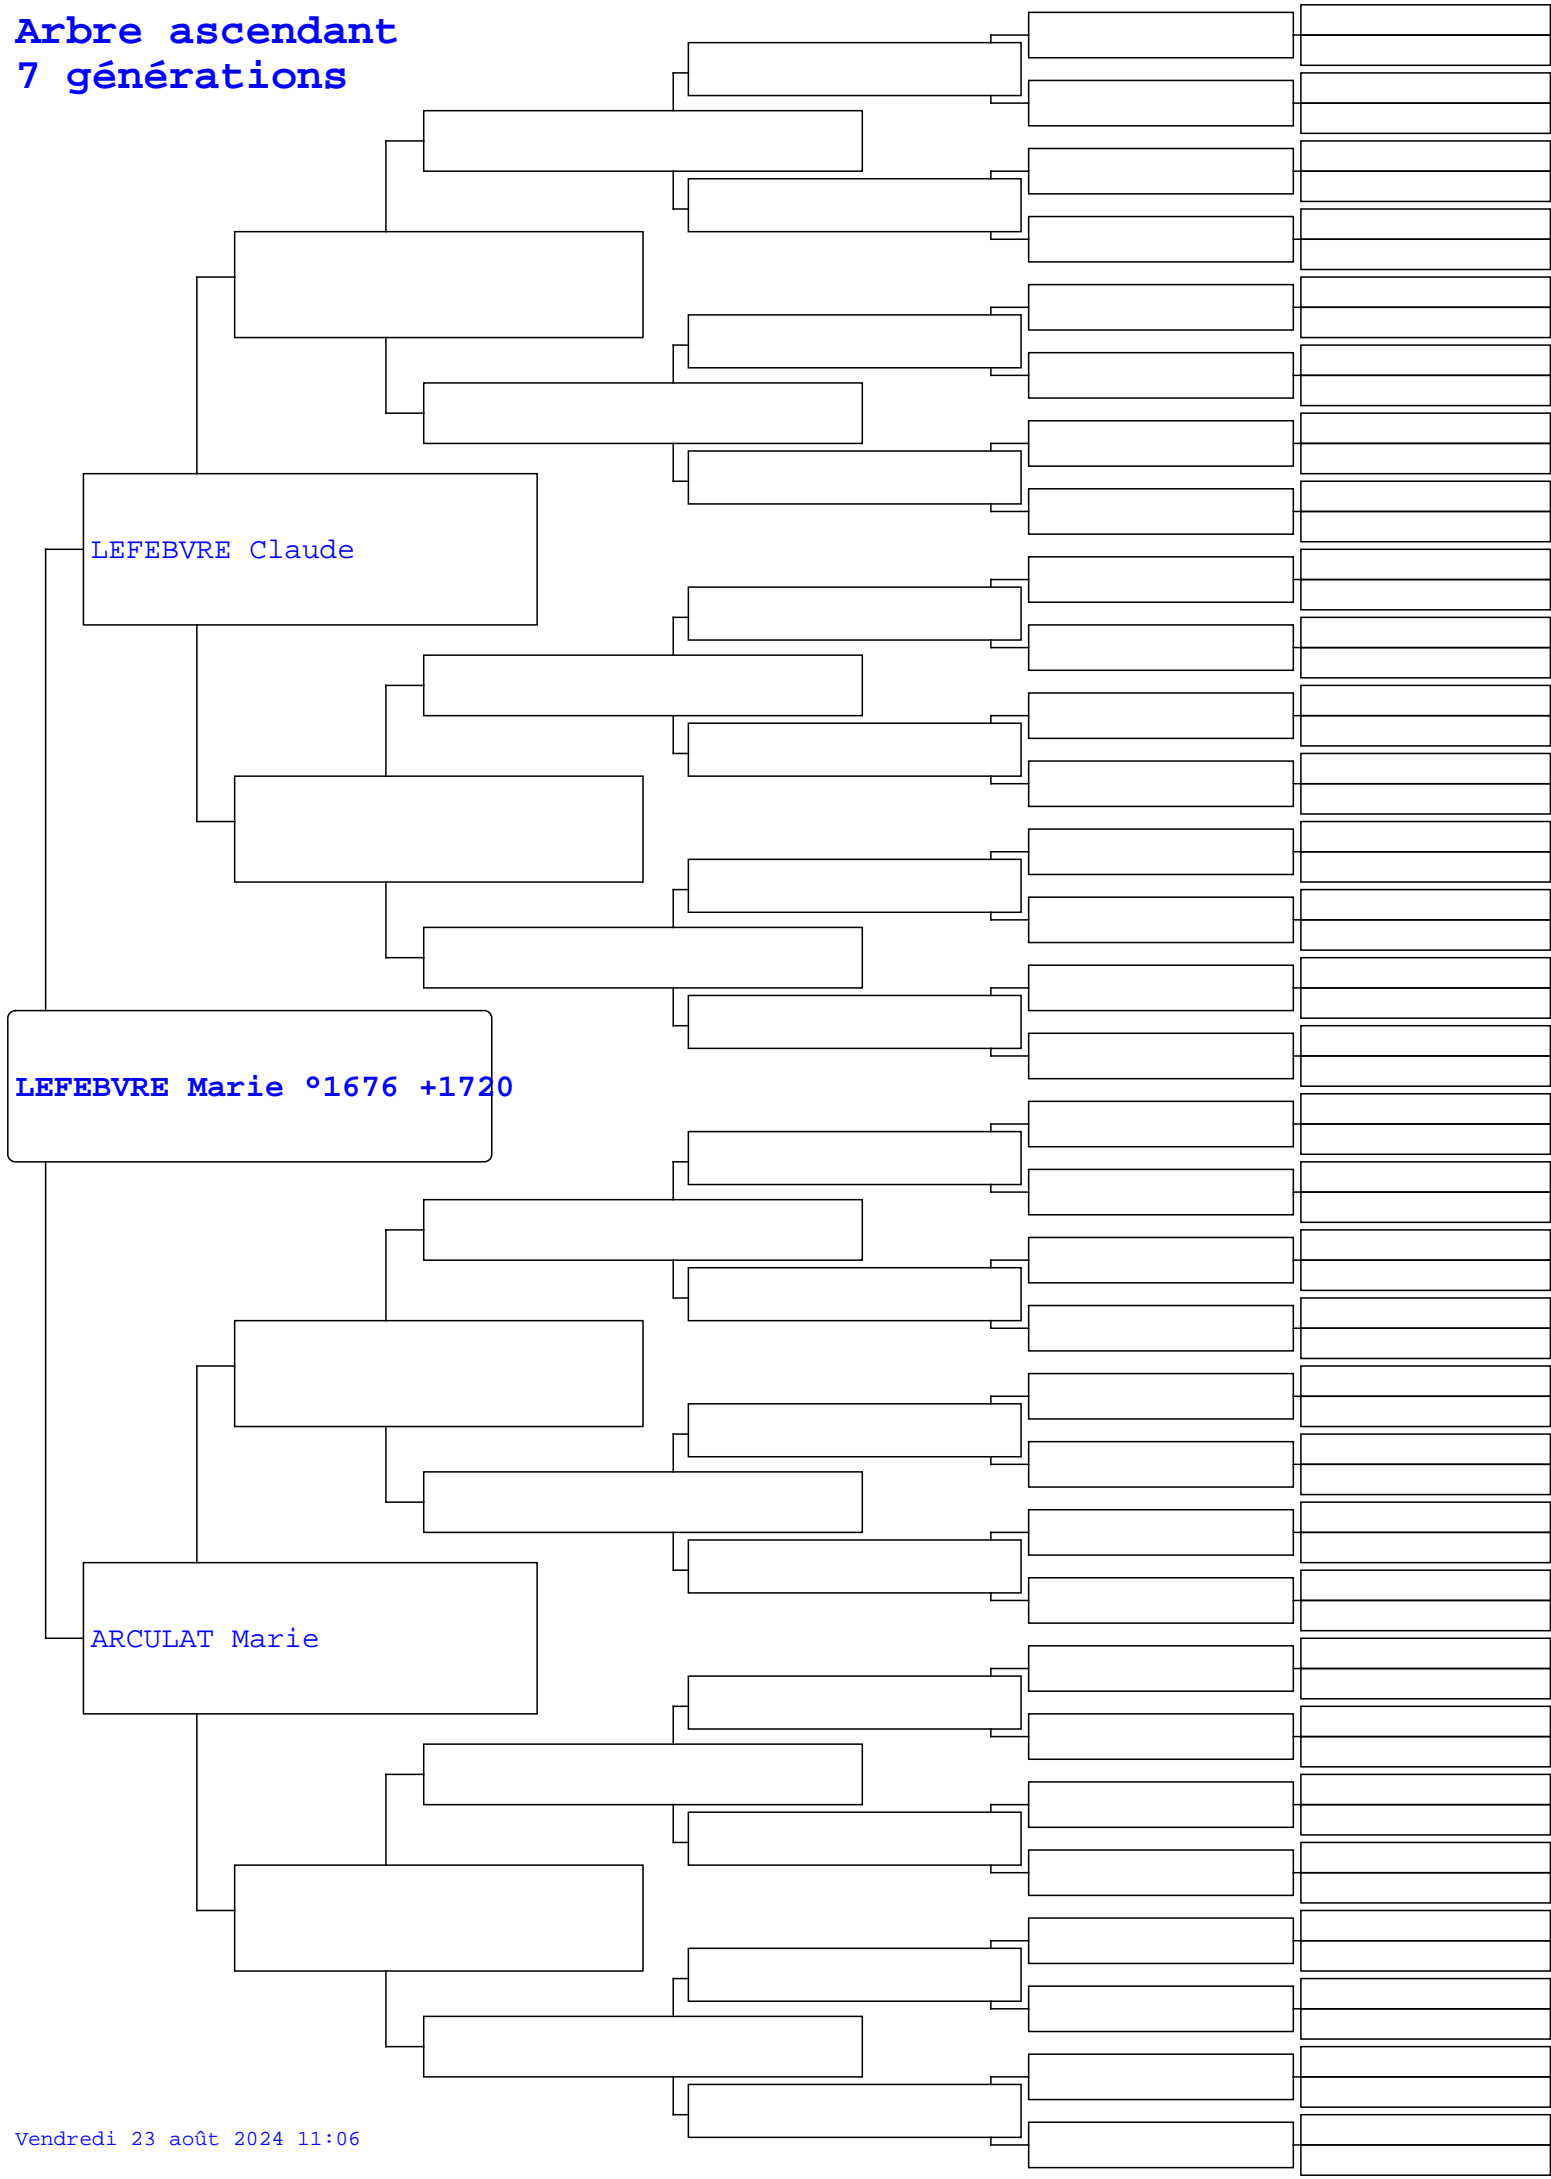 Arbre ascendant
7 générations
LEFEBVRE Claude
LEFEBVRE Marie °1676 +1720
ARCULAT Marie
Vendredi 23 août 2024 11:06